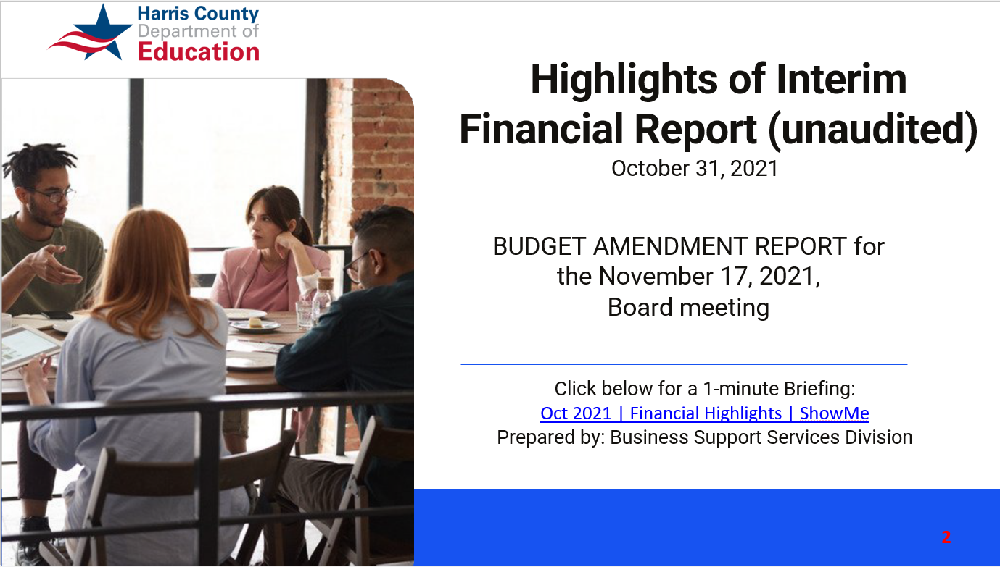 Harris County
Department of
Education
Highlights of Interim
Financial Report (unaudited)
October 31, 2021
BUDGET AMENDMENT REPORT for
the November 17, 2021,
Board meeting
Click below for a 1-minute Briefing:
Oct 2021 | Financial Highlights | ShowMe
Prepared by: Business Support Services Division
2